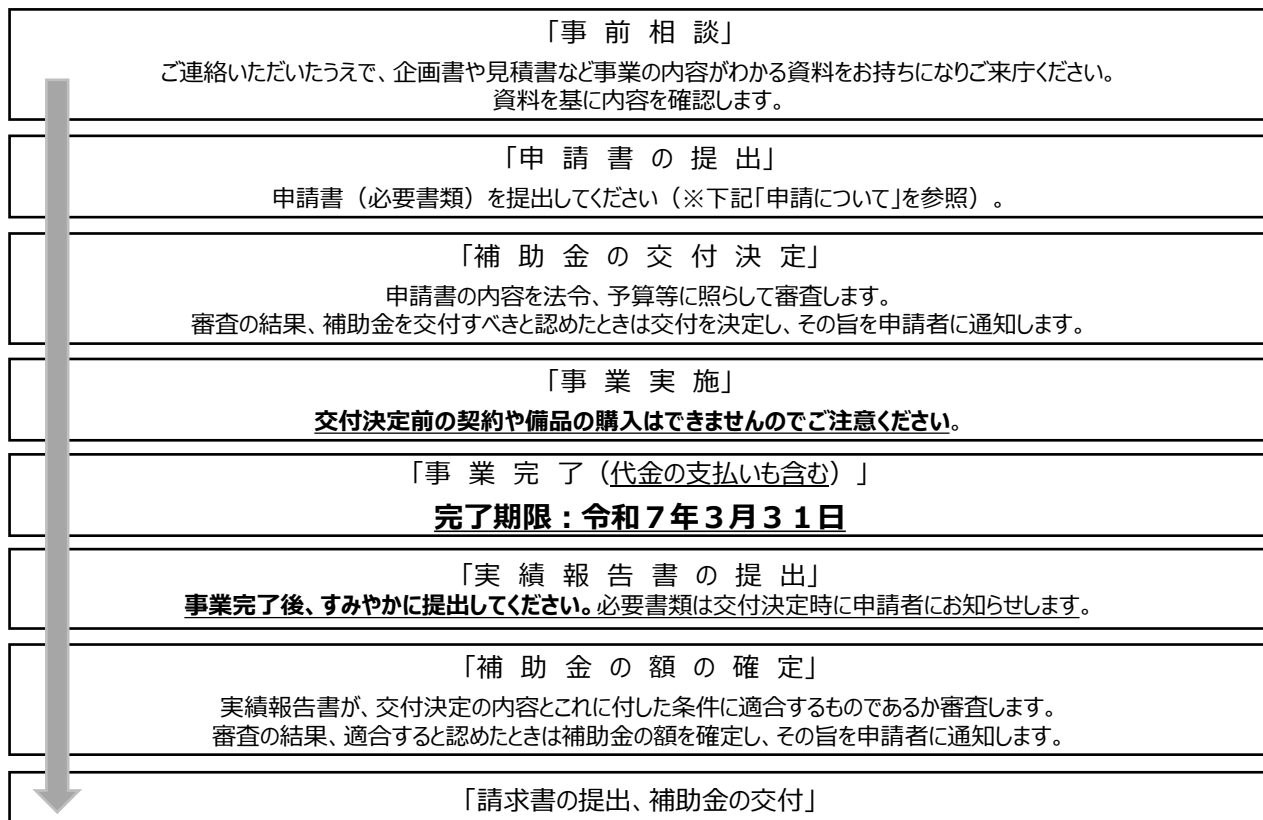 「事 前 相 談」
ご連絡いただいたうえで、企画書や見積書など事業の内容がわかる資料をお持ちになりご来庁ください。
資料を基に内容を確認します。
「申 請 書 の 提 出」
申請書（必要書類）を提出してください（※下記「申請について」を参照）。
「補 助 金 の 交 付 決 定」
申請書の内容を法令、予算等に照らして審査します。
審査の結果、補助金を交付すべきと認めたときは交付を決定し、その旨を申請者に通知します。
「事 業 実 施」
交付決定前の契約や備品の購入はできませんのでご注意ください。
「事 業 完 了（代金の支払いも含む）」
完了期限：令和７年３月３１日
「実 績 報 告 書 の 提 出」
事業完了後、すみやかに提出してください。必要書類は交付決定時に申請者にお知らせします。
「補 助 金 の 額 の 確 定」
実績報告書が、交付決定の内容とこれに付した条件に適合するものであるか審査します。
審査の結果、適合すると認めたときは補助金の額を確定し、その旨を申請者に通知します。
「請求書の提出、補助金の交付」